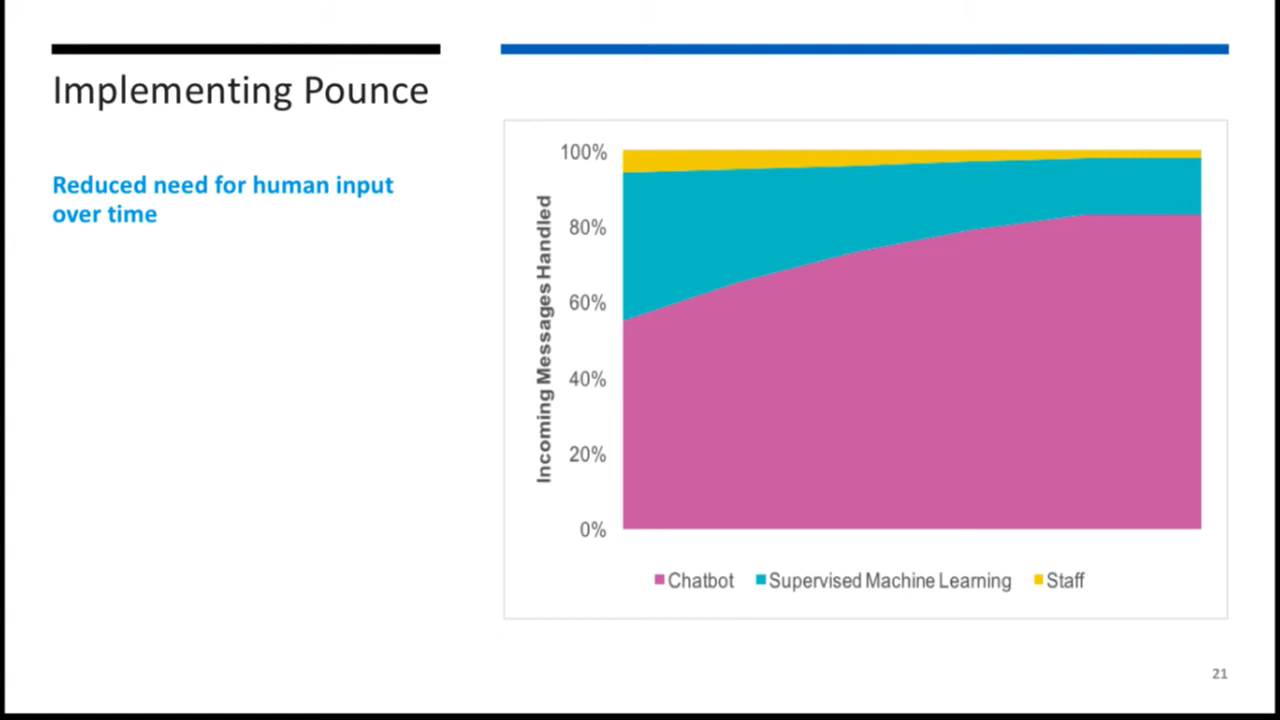 Implementing Pounce
Reduced need for human input
over time
Incoming Messages Handled
100%
80%
60%
40%
20%
0%
Chatbot
Supervised Machine Learning
Staff
21